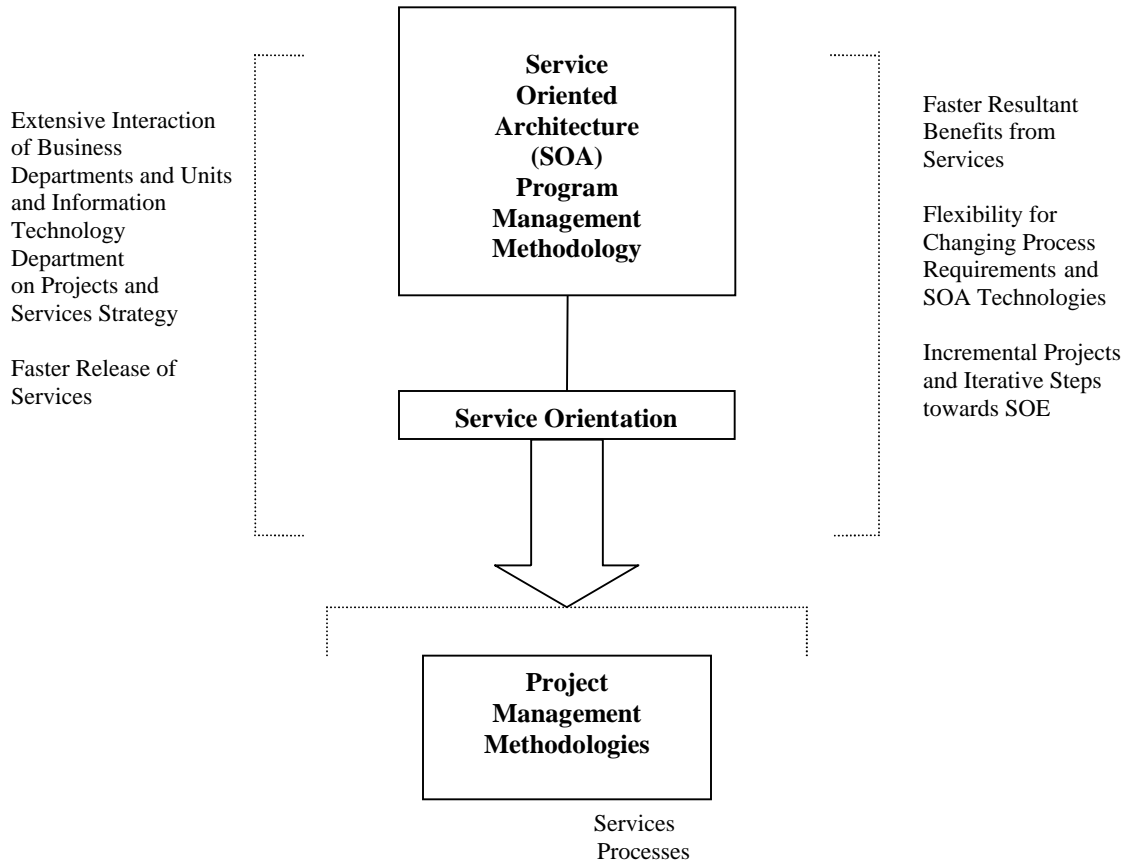 Service
Oriented
Architecture
(SOA)
Program
Management
Methodology
Extensive Interaction
of Business
Departments and Units
and Information
Technology
Department
on Projects and
Services Strategy
Faster Release of
Services
Faster Resultant
Benefits from
Services
Flexibility for
Changing Process
Requirements and
SOA Technologies
Incremental Projects
and Iterative Steps
towards SOE
Service Orientation
Project
Management
Methodologies
Services
Processes